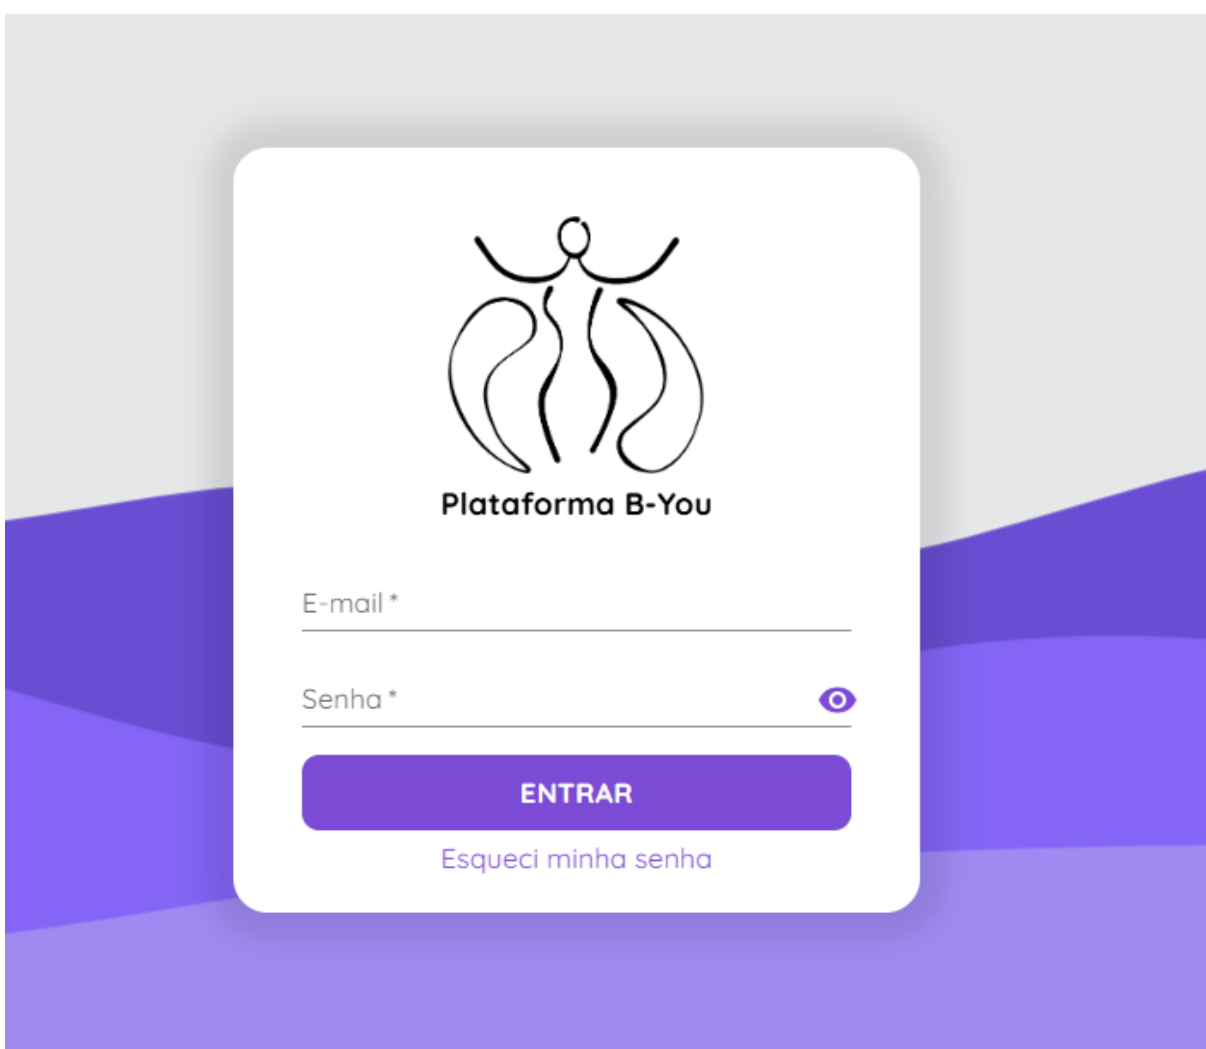 Plataforma B-You
E-mail *
Senha *
ENTRAR
Esqueci minha senha